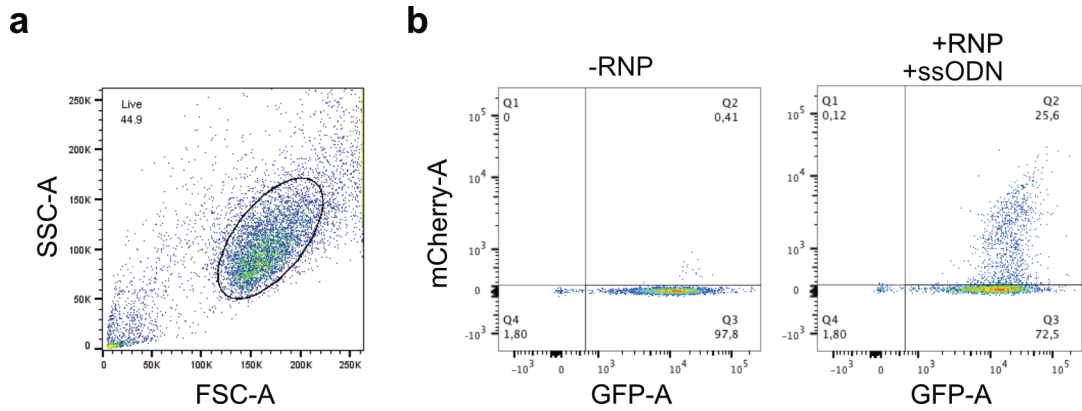 a
Live
44.9
250K
200K
150K
100K
50K
0
SSC-A
0
50K
100K
150K
200K
250K
FSC-A
b
-RNP
Q1
0
Q2
0,41
10⁵
10⁴
10³
0
-10³
mCherry-A
Q4
1,80
Q3
97,8
-10³
0
10³
10⁴
10⁵
GFP-A
+RNP
+ssODN
Q1
0,12
Q2
25,6
10⁵
10⁴
10³
0
-10³
Q4
1,80
Q3
72,5
-10³
0
10³
10⁴
10⁵
GFP-A